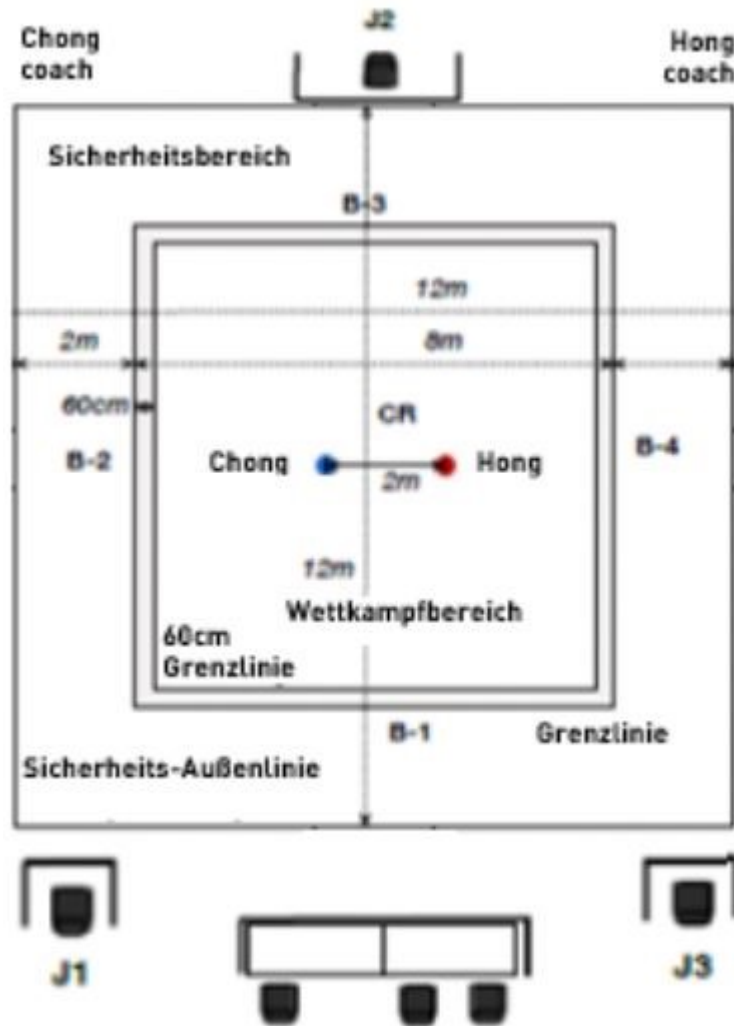 J2
Chong
coach
Hong
coach
Sicherheitsbereich
B-3
12m
2m
8m
60cm
CR
B-2
B-4
Chong
Hong
2m
12m
Wettkampfbereich
60cm
Grenzlinie
B-1
Grenzlinie
Sicherheits-Außenlinie
J1
J3